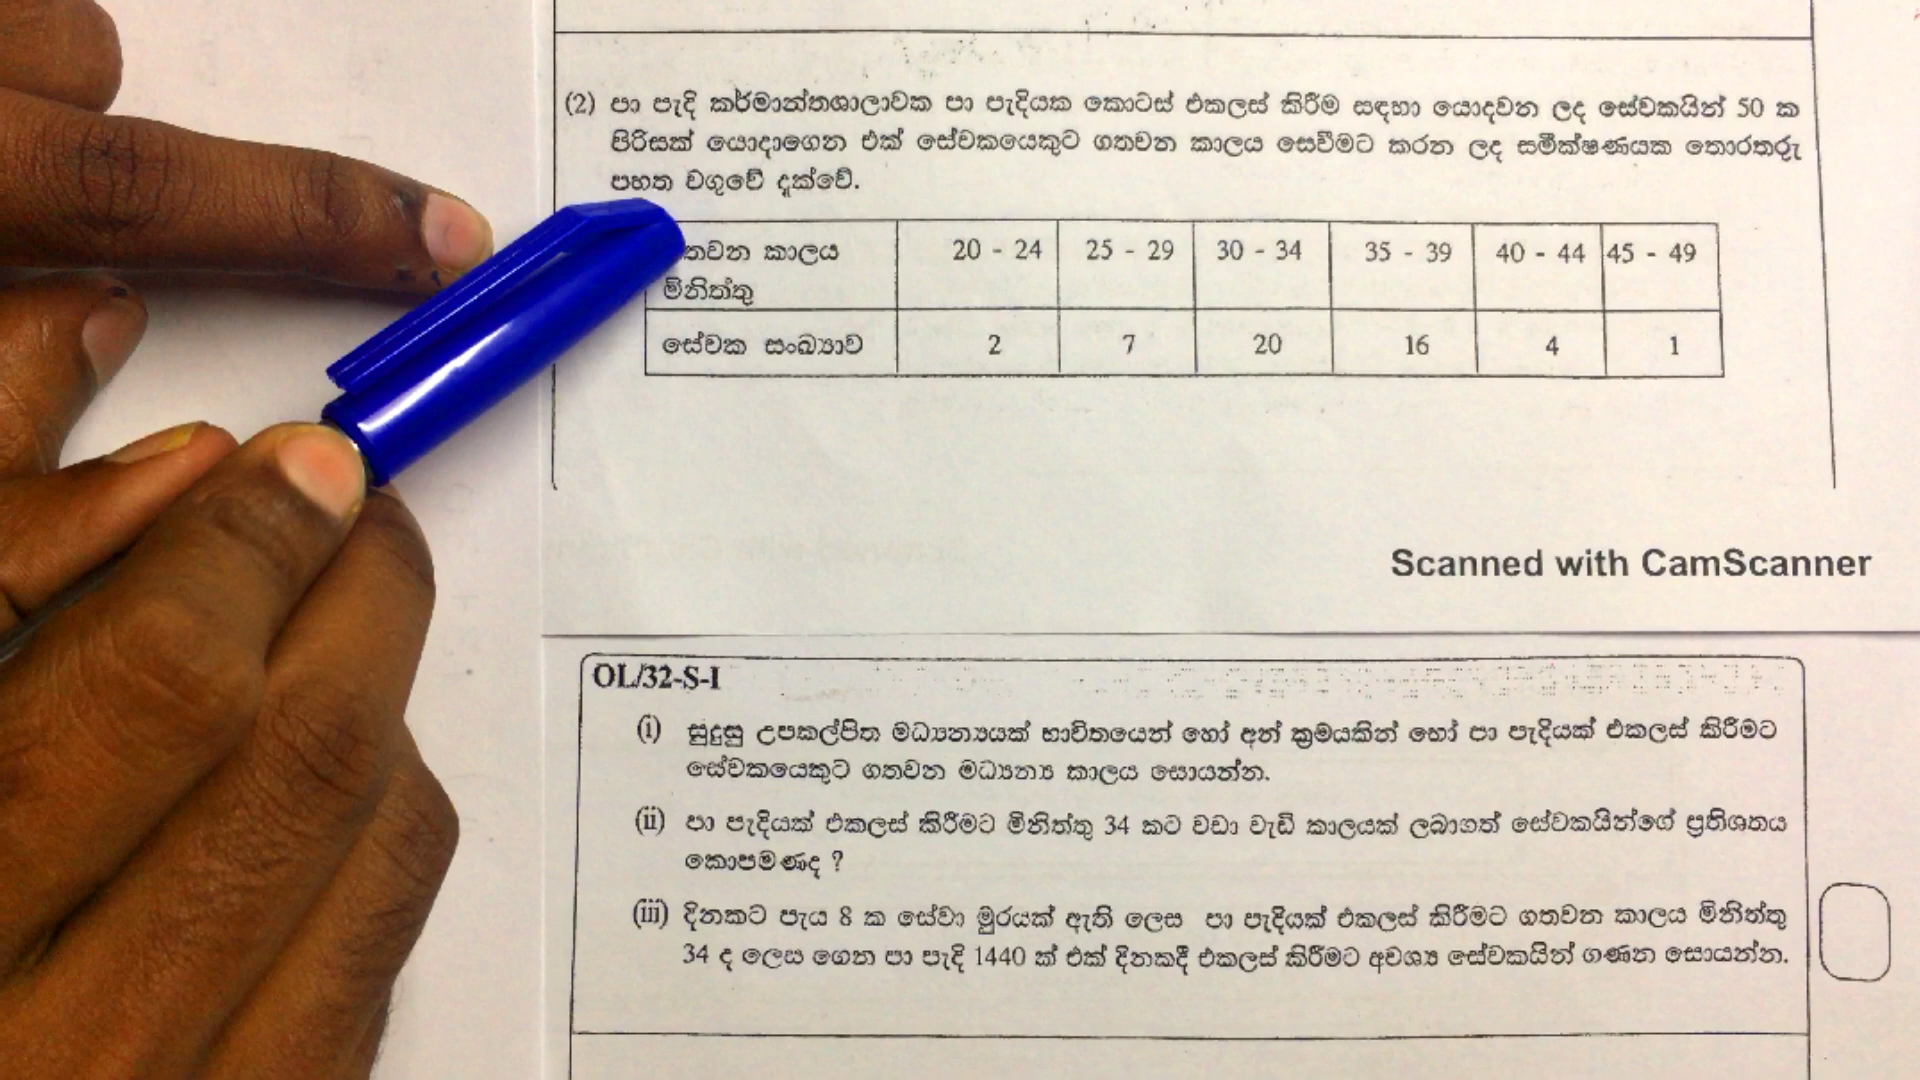 (2) පා පැදි කර්මාන්තශාලාවක පා පැදියක කොටස් එකලස් කිරීම සඳහා යොදවන ලද සේවකයින් 50 ක
පිරිසක් යොදාගෙන එක් සේවකයෙකුට ගතවන කාලය සෙවීමට කරන ලද සමීක්ෂණයක තොරතුරු
පහත වගුවේ දැක්වේ.
තවන කාලය 20 - 24 25 - 29 30 - 34 35 - 39 40 - 44 45 - 49
මිනිත්තු
සේවක සංඛ්‍යාව 2 7 20 16 4 1
Scanned with CamScanner
OL/32-S-I
(i) සුදුසු උපකල්පිත මධ්‍යන්‍යයක් භාවිතයෙන් හෝ අන් ක්‍රමයකින් හෝ පා පැදියක් එකලස් කිරීමට
සේවකයෙකුට ගතවන මධ්‍යන්‍ය කාලය සොයන්න.
(ii) පා පැදියක් එකලස් කිරීමට මිනිත්තු 34 කට වඩා වැඩි කාලයක් ලබාගත් සේවකයින්ගේ ප්‍රතිශතය
කොපමණද ?
(iii) දිනකට පැය 8 ක සේවා මුරයක් ඇති ලෙස පා පැදියක් එකලස් කිරීමට ගතවන කාලය මිනිත්තු
34 ද ලෙස ගෙන පා පැදි 1440 ක් එක් දිනකදී එකලස් කිරීමට අවශ්‍ය සේවකයින් ගණන සොයන්න.